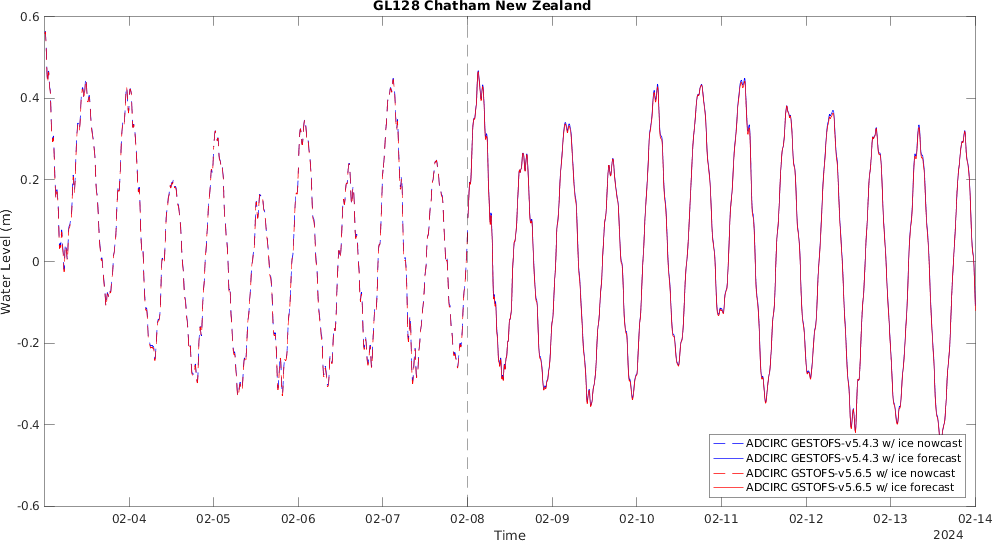 GL128 Chatham New Zealand
Water Level (m)
0.6
0.4
0.2
0
-0.2
-0.4
-0.6
ADCIRC GESTOFS-v5.4.3 w/ ice nowcast
ADCIRC GESTOFS-v5.4.3 w/ ice forecast
ADCIRC GSTOFS-v5.6.5 w/ ice nowcast
ADCIRC GSTOFS-v5.6.5 w/ ice forecast
02-04 02-05 02-06 02-07 02-08 02-09 02-10 02-11 02-12 02-13 02-14
Time
2024